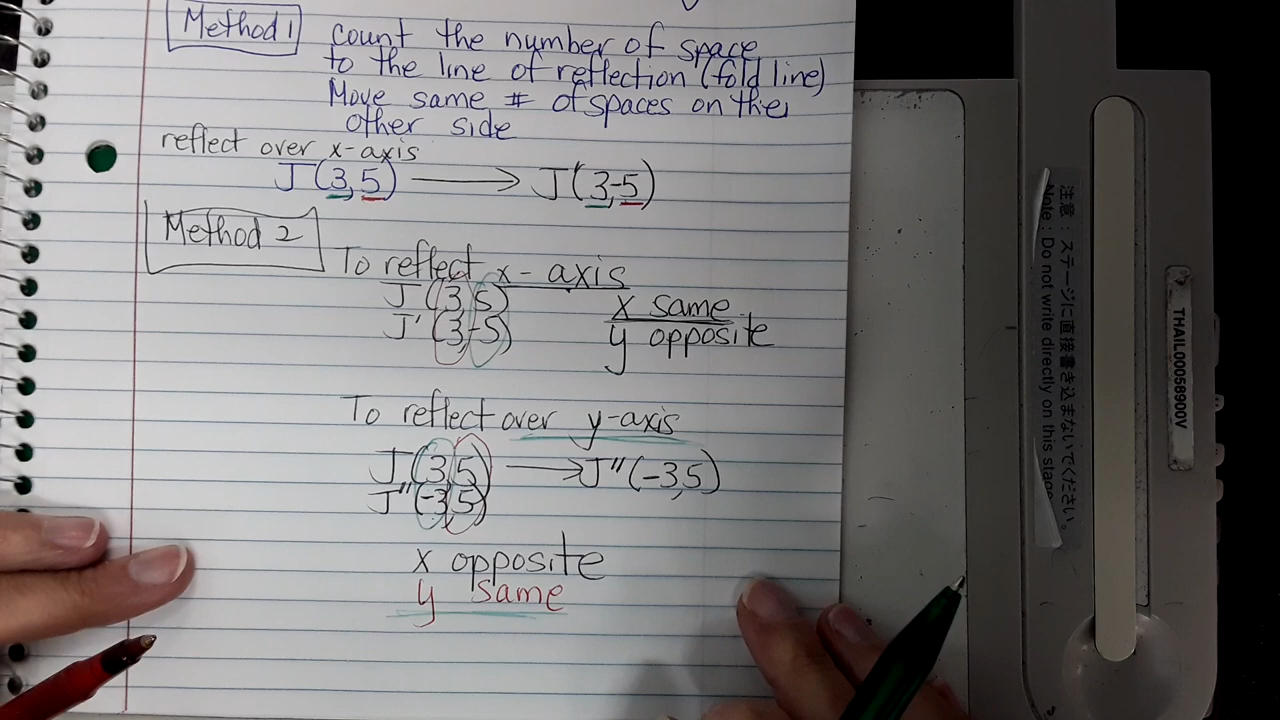 Method 1 count the number of space
to the line of reflection (fold line)
Move same # of spaces on the
other side
reflect over x-axis
J(3,5) → J(3,-5)
Method 2
To reflect x-axis
J(3,5)
J'(3,-5)
x same
y opposite
To reflect over y-axis
J(3,5) → J"(-3,5)
J"(-3,5)
x opposite
y same
注意:ステージに直接書き込まないでください。
Note : Do not write directly on this stage.
THAIL00058900V